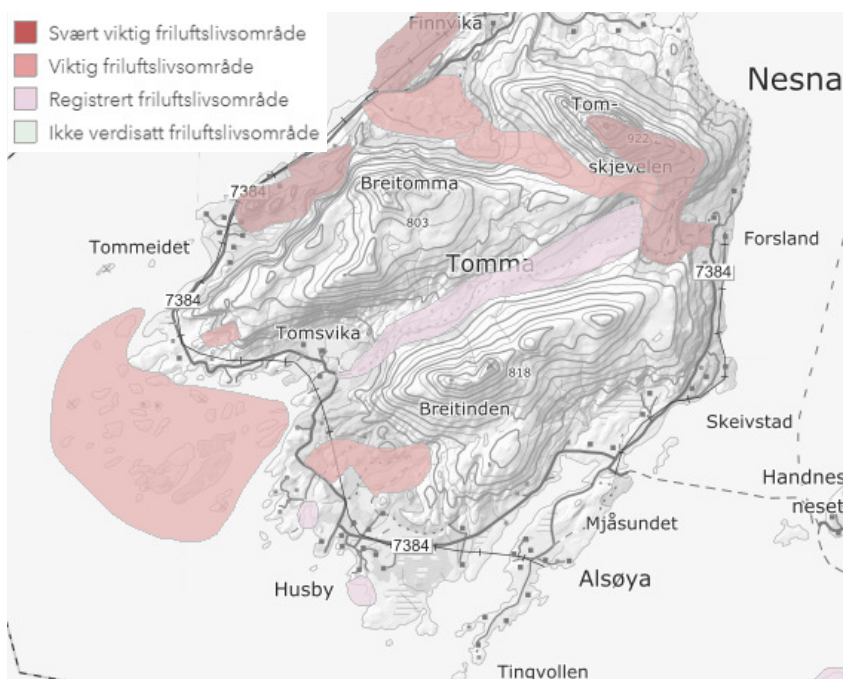 Svært viktig friluftslivsområde
Viktig friluftslivsområde
Registrert friluftslivsområde
Ikke verdisatt friluftslivsområde
Finnvika
Nesna
Tom-
922
skjevelen
Breitomma
7384
803
Tommeidet
Forsland
Tomma
7384
7384
Tomsvika
818
Breitinden
Skeivstad
Handnes
neset
Mjåsundet
7384
Husby
Alsøya
Tingvollen